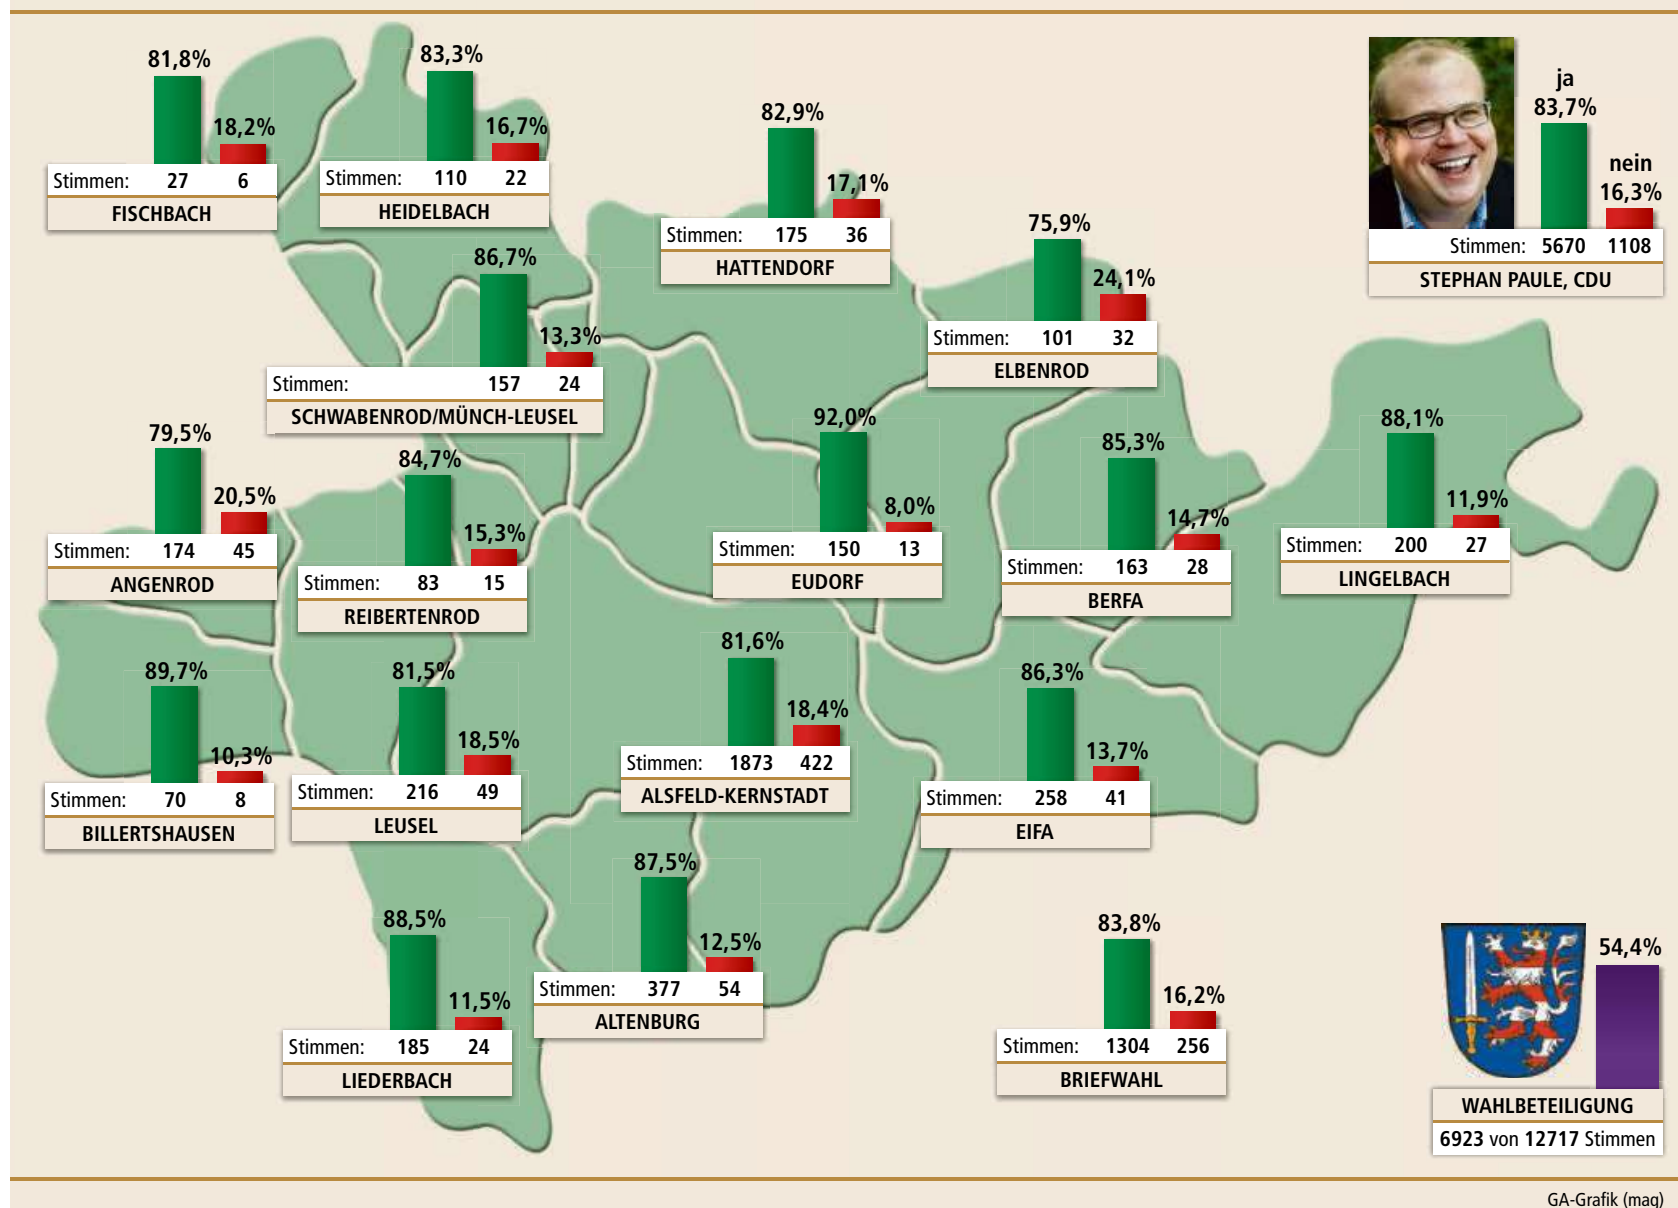 81,8%
18,2%
Stimmen: 27 6
FISCHBACH
83,3%
16,7%
Stimmen: 110 22
HEIDELBACH
82,9%
17,1%
Stimmen: 175 36
HATTENDORF
75,9%
24,1%
Stimmen: 101 32
ELBENROD
ja
83,7%
nein
16,3%
Stimmen: 5670 1108
STEPHAN PAULE, CDU
86,7%
13,3%
Stimmen: 157 24
SCHWABENROD/MÜNCH-LEUSEL
79,5%
20,5%
Stimmen: 174 45
ANGENROD
84,7%
15,3%
Stimmen: 83 15
REIBERTENROD
92,0%
8,0%
Stimmen: 150 13
EUDORF
85,3%
14,7%
Stimmen: 163 28
BERFA
88,1%
11,9%
Stimmen: 200 27
LINGELBACH
89,7%
10,3%
Stimmen: 70 8
BILLERTSHAUSEN
81,5%
18,5%
Stimmen: 216 49
LEUSEL
81,6%
18,4%
Stimmen: 1873 422
ALSFELD-KERNSTADT
86,3%
13,7%
Stimmen: 258 41
EIFA
88,5%
11,5%
Stimmen: 185 24
LIEDERBACH
87,5%
12,5%
Stimmen: 377 54
ALTENBURG
83,8%
16,2%
Stimmen: 1304 256
BRIEFWAHL
54,4%
WAHLBETEILIGUNG
6923 von 12717 Stimmen
GA-Grafik (mag)